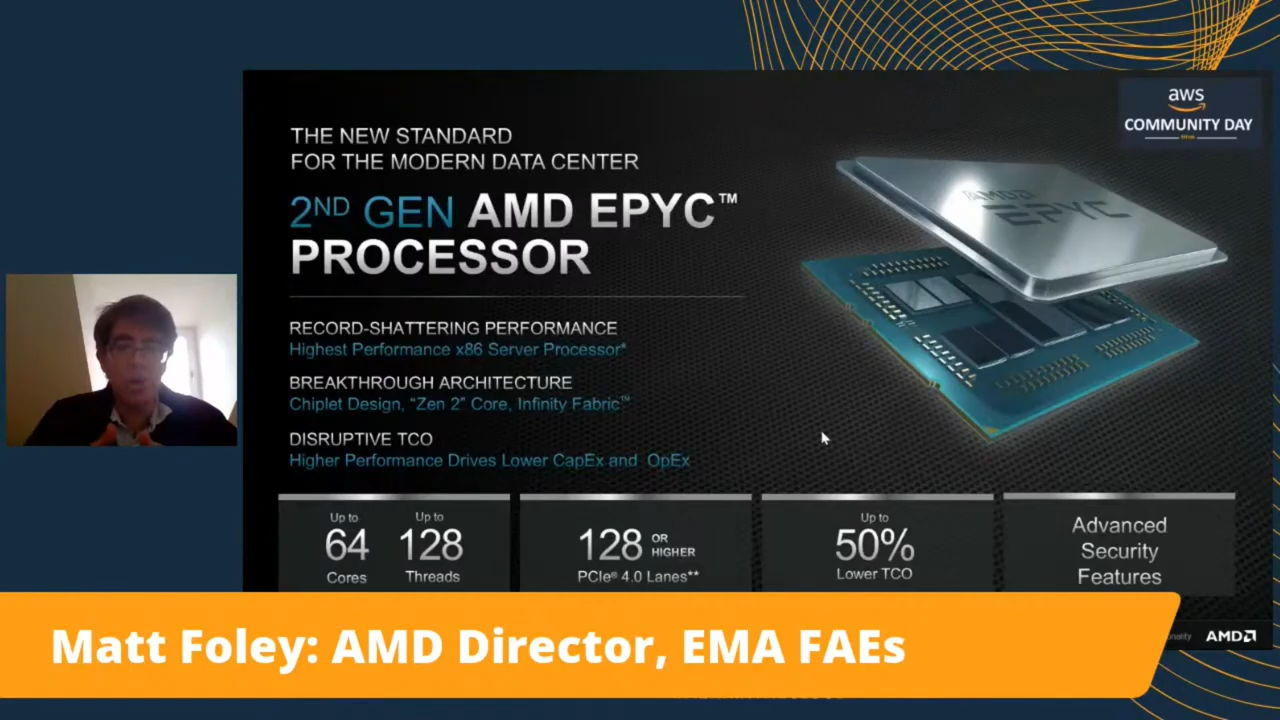 aws
COMMUNITY DAY
THE NEW STANDARD
FOR THE MODERN DATA CENTER
2ND GEN AMD EPYC™
PROCESSOR
AMD
EPYC
RECORD-SHATTERING PERFORMANCE
Highest Performance x86 Server Processor*
BREAKTHROUGH ARCHITECTURE
Chiplet Design, “Zen 2” Core, Infinity Fabric™
DISRUPTIVE TCO
Higher Performance Drives Lower CapEx and OpEx
Up to
64
Cores
Up to
128
Threads
128 OR HIGHER
PCIe® 4.0 Lanes**
Up to
50%
Lower TCO
Advanced
Security
Features
AMD
Matt Foley: AMD Director, EMA FAEs